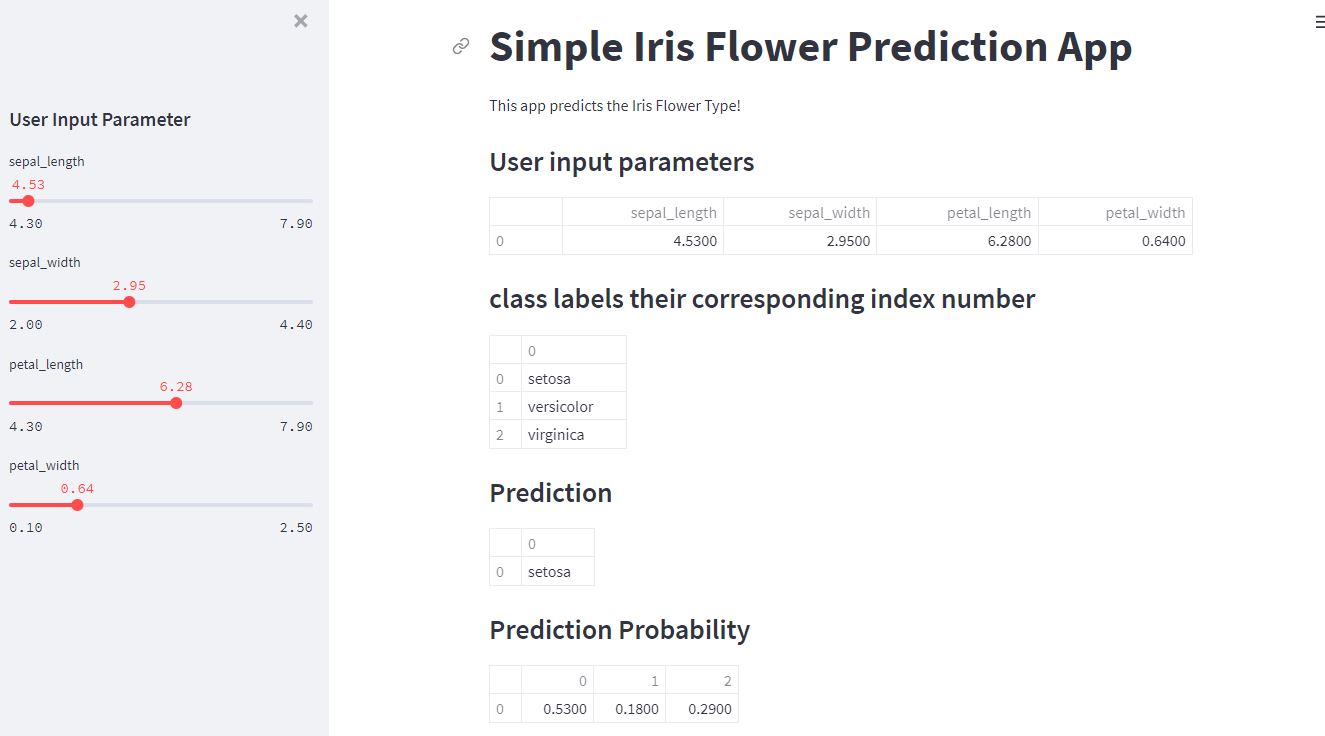 User Input Parameter
sepal_length
4.53
4.30 7.90
sepal_width
2.95
2.00 4.40
petal_length
6.28
4.30 7.90
petal_width
0.64
0.10 2.50
Simple Iris Flower Prediction App
This app predicts the Iris Flower Type!
User input parameters
sepal_length sepal_width petal_length petal_width
0 4.5300 2.9500 6.2800 0.6400
class labels their corresponding index number
0
0 setosa
1 versicolor
2 virginica
Prediction
0
0 setosa
Prediction Probability
0 1 2
0 0.5300 0.1800 0.2900